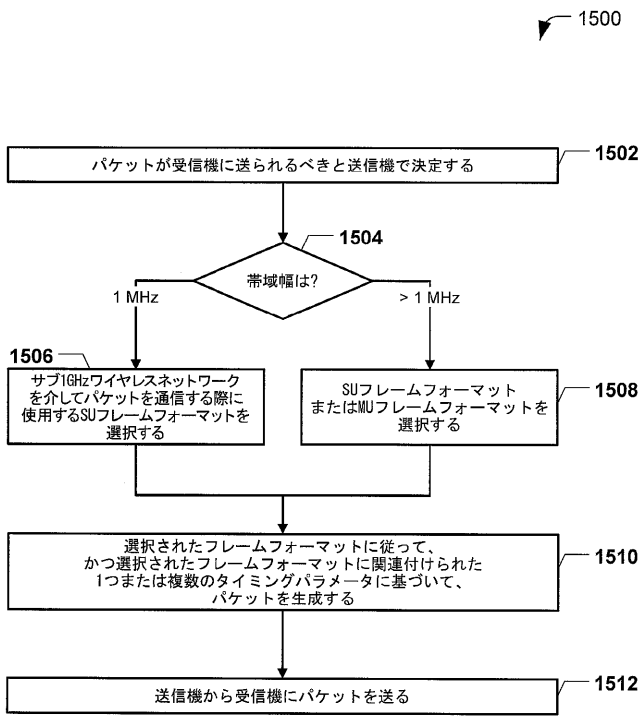 1500
パケットが受信機に送られるべきと送信機で決定する
1502
1504
帯域幅は?
1 MHz
> 1 MHz
1506
サブ1GHzワイヤレスネットワーク
を介してパケットを通信する際に
使用するSUフレームフォーマットを
選択する
SUフレームフォーマット
またはMUフレームフォーマットを
選択する
1508
選択されたフレームフォーマットに従って、
かつ選択されたフレームフォーマットに関連付けられた
1つまたは複数のタイミングパラメータに基づいて、
パケットを生成する
1510
送信機から受信機にパケットを送る
1512